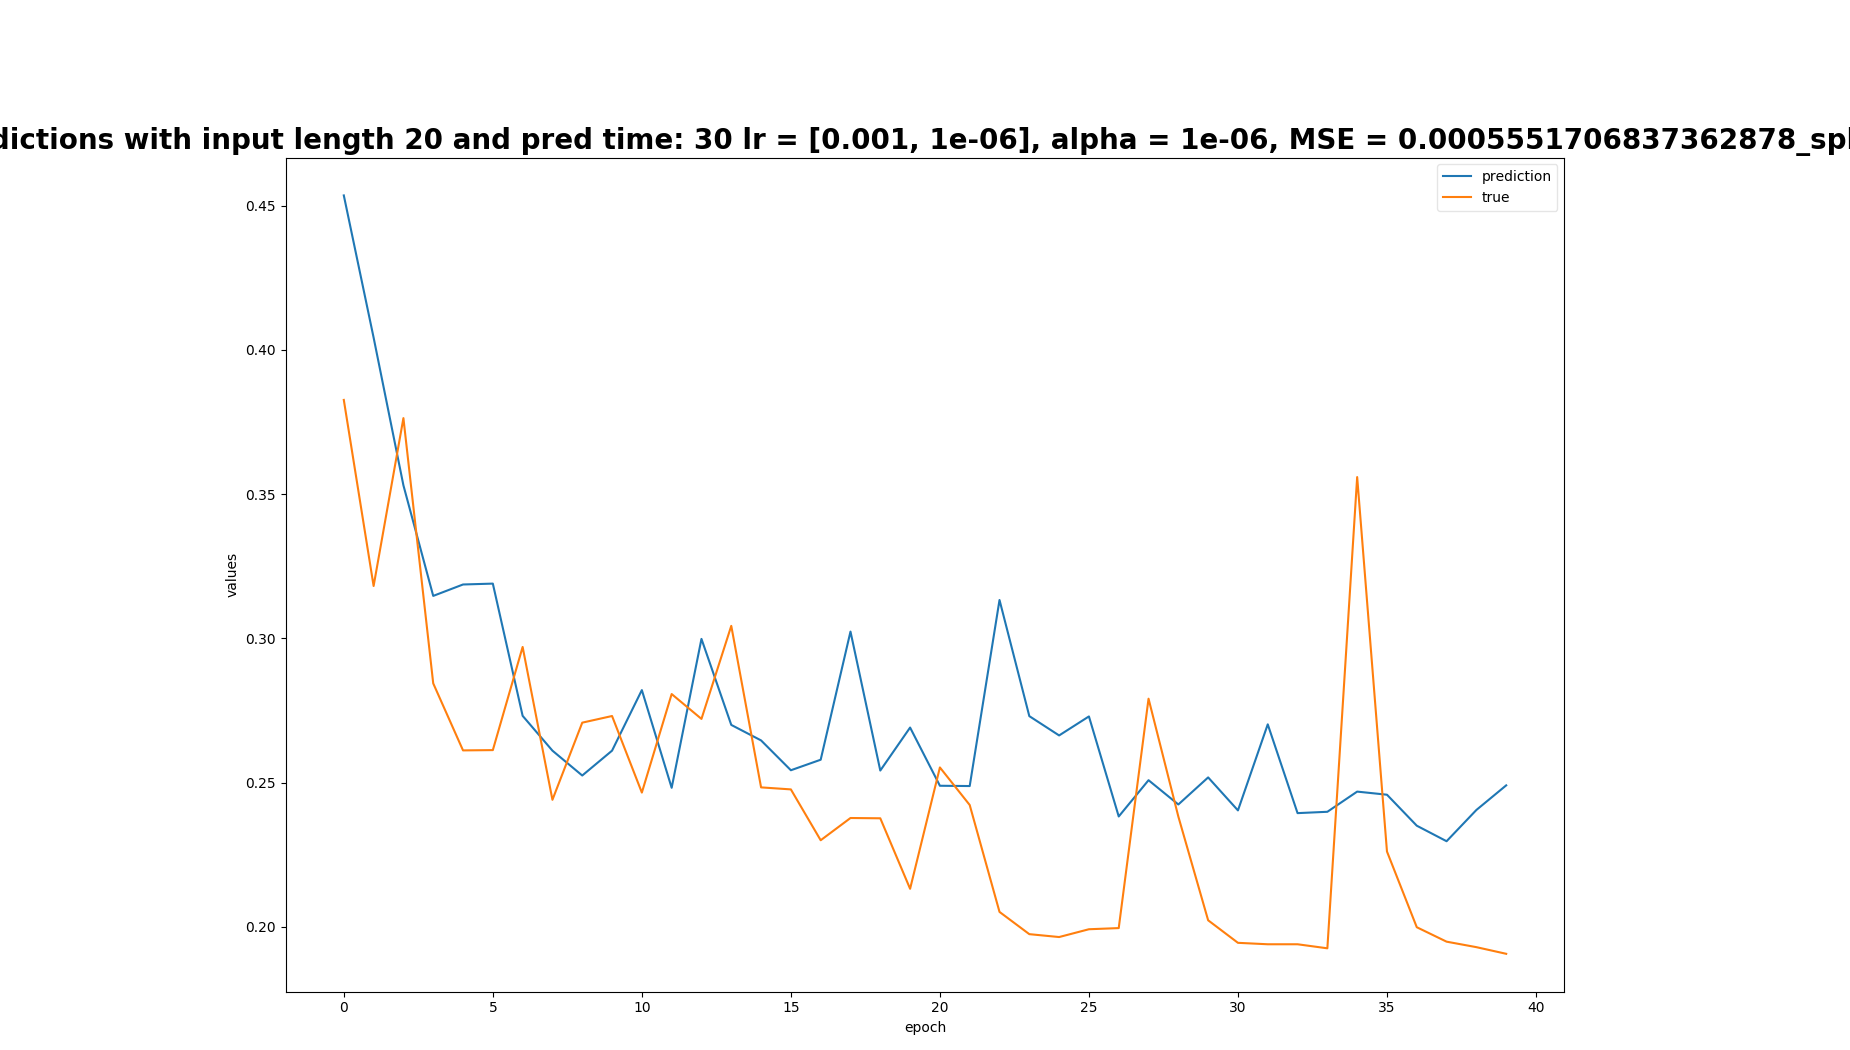 dictions with input length 20 and pred time: 30 lr = [0.001, 1e-06], alpha = 1e-06, MSE = 0.0005551706837362878_spl
prediction
true
0.45
0.40
0.35
0.30
0.25
0.20
values
0 5 10 15 20 25 30 35 40
epoch